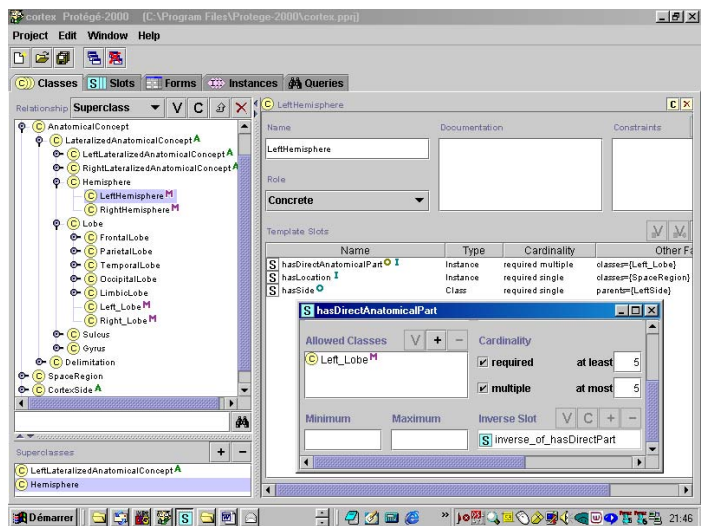 cortex Protégé-2000 (C:\Program Files\Protege-2000\cortex.pprj)
Project Edit Window Help
C Classes S Slots Forms Instances Queries
Relationship Superclass V C
AnatomicalConcept
LateralizedAnatomicalConcept A
LeftLateralizedAnatomicalConcept A
RightLateralizedAnatomicalConcept A
Hemisphere
LeftHemisphere M
RightHemisphere M
Lobe
FrontalLobe
ParietalLobe
TemporalLobe
OccipitalLobe
LimbicLobe
Left_Lobe M
Right_Lobe M
Sulcus
Gyrus
Delimitation
SpaceRegion
CortexSide A
Superclasses + -
LeftLateralizedAnatomicalConcept A
Hemisphere
C LeftHemisphere C X
Name Documentation Constraints
LeftHemisphere
Role
Concrete
Template Slots
Name Type Cardinality Other Fa
S hasDirectAnatomicalPart O I Instance required multiple classes={Left_Lobe}
S hasLocation I Instance required single classes={SpaceRegion}
S hasSide O Class required single parents={LeftSide}
S hasDirectAnatomicalPart
Allowed Classes V + - Cardinality
C Left_Lobe M
required at least 5
multiple at most 5
Minimum Maximum Inverse Slot V C + -
S inverse_of_hasDirectPart
Démarrer S W » 21:46